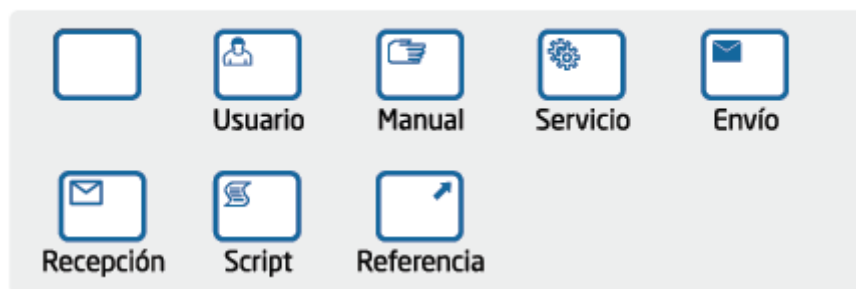 Usuario
Manual
Servicio
Envío
Recepción
Script
Referencia